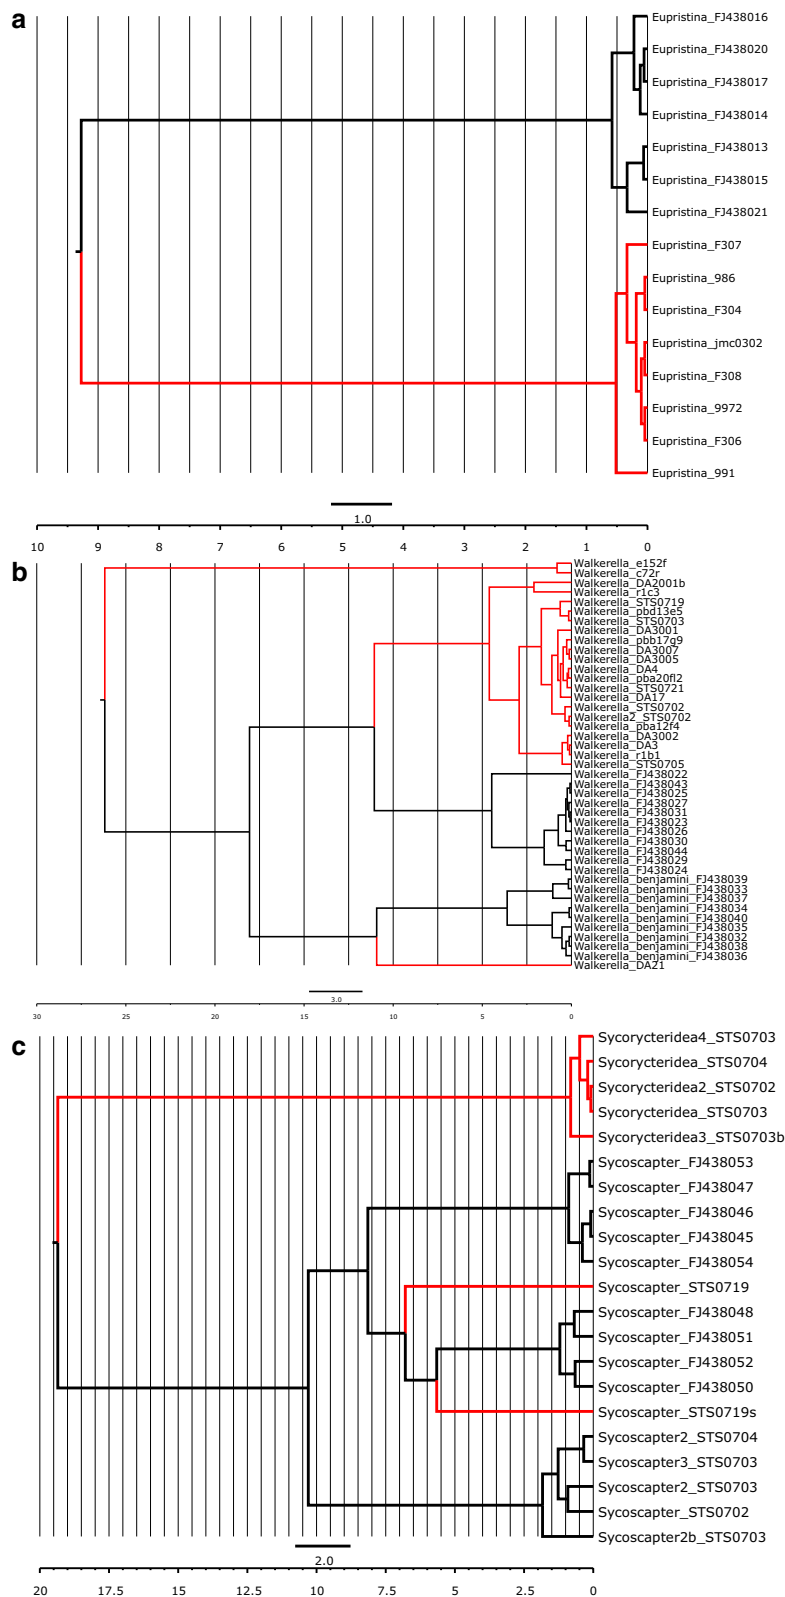 a
Eupristina_FJ438016
Eupristina_FJ438020
Eupristina_FJ438017
Eupristina_FJ438014
Eupristina_FJ438013
Eupristina_FJ438015
Eupristina_FJ438021
Eupristina_F307
Eupristina_986
Eupristina_F304
Eupristina_jmc0302
Eupristina_F308
Eupristina_9972
Eupristina_F306
Eupristina_991
1.0
10 9 8 7 6 5 4 3 2 1 0
b
Walkerella_e152f
Walkerella_c72r
Walkerella_DA2001b
Walkerella_r1c3
Walkerella_STS0719
Walkerella_pbd13e5
Walkerella_STS0703
Walkerella_DA3001
Walkerella_pbb17g9
Walkerella_DA3007
Walkerella_DA3005
Walkerella_DA4
Walkerella_pba20fl2
Walkerella_STS0721
Walkerella_DA17
Walkerella_STS0702
Walkerella2_STS0702
Walkerella_pba12f4
Walkerella_DA3002
Walkerella_DA3
Walkerella_r1b1
Walkerella_STS0705
Walkerella_FJ438022
Walkerella_FJ438043
Walkerella_FJ438025
Walkerella_FJ438027
Walkerella_FJ438031
Walkerella_FJ438023
Walkerella_FJ438026
Walkerella_FJ438030
Walkerella_FJ438044
Walkerella_FJ438029
Walkerella_FJ438024
Walkerella_benjamini_FJ438039
Walkerella_benjamini_FJ438033
Walkerella_benjamini_FJ438037
Walkerella_benjamini_FJ438034
Walkerella_benjamini_FJ438040
Walkerella_benjamini_FJ438035
Walkerella_benjamini_FJ438032
Walkerella_benjamini_FJ438038
Walkerella_benjamini_FJ438036
Walkerella_DA21
3.0
30 25 20 15 10 5 0
c
Sycorycteridea4_STS0703
Sycorycteridea_STS0704
Sycorycteridea2_STS0702
Sycorycteridea_STS0703
Sycorycteridea3_STS0703b
Sycoscapter_FJ438053
Sycoscapter_FJ438047
Sycoscapter_FJ438046
Sycoscapter_FJ438045
Sycoscapter_FJ438054
Sycoscapter_STS0719
Sycoscapter_FJ438048
Sycoscapter_FJ438051
Sycoscapter_FJ438052
Sycoscapter_FJ438050
Sycoscapter_STS0719s
Sycoscapter2_STS0704
Sycoscapter3_STS0703
Sycoscapter2_STS0703
Sycoscapter_STS0702
Sycoscapter2b_STS0703
2.0
20 17.5 15 12.5 10 7.5 5 2.5 0